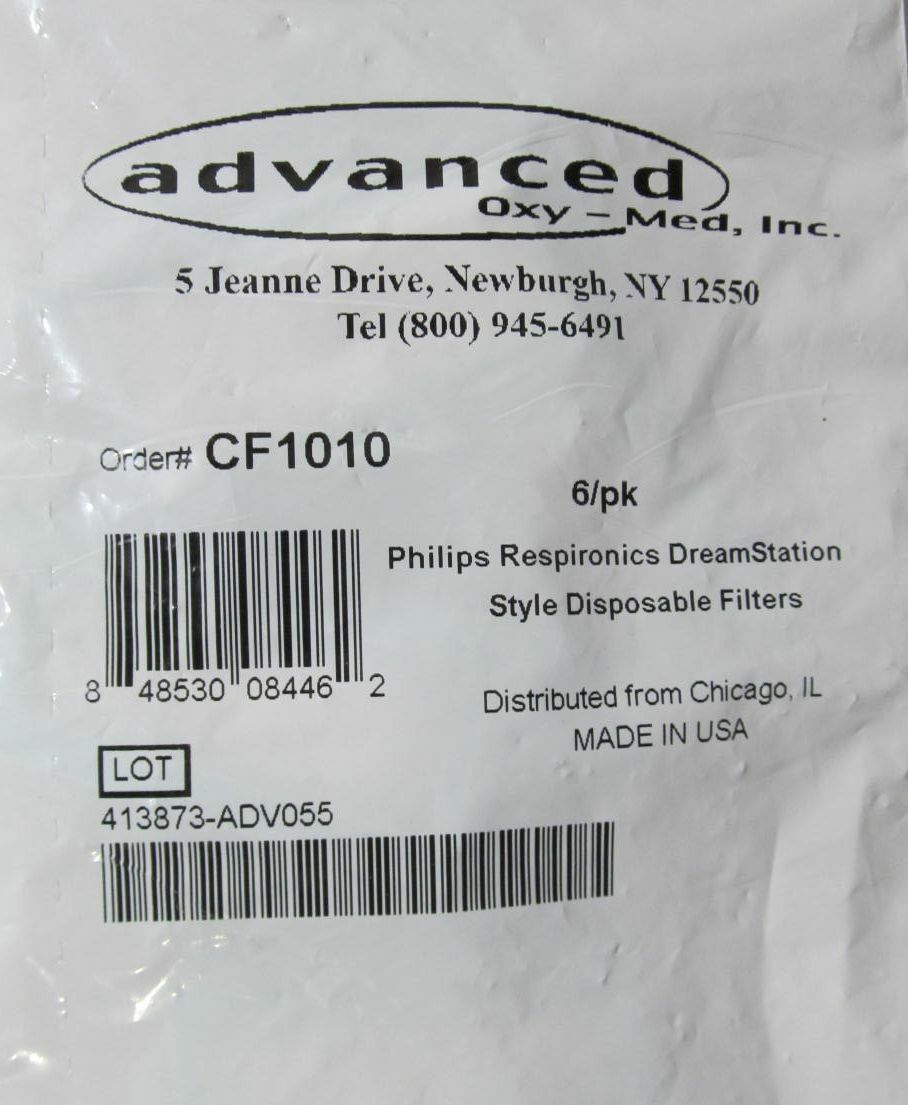 advanced
Oxy - Med, Inc.
5 Jeanne Drive, Newburgh, NY 12550
Tel (800) 945-6491
Order# CF1010
6/pk
Philips Respironics DreamStation
Style Disposable Filters
8 48530 08446 2
Distributed from Chicago, IL
MADE IN USA
LOT
413873-ADV055